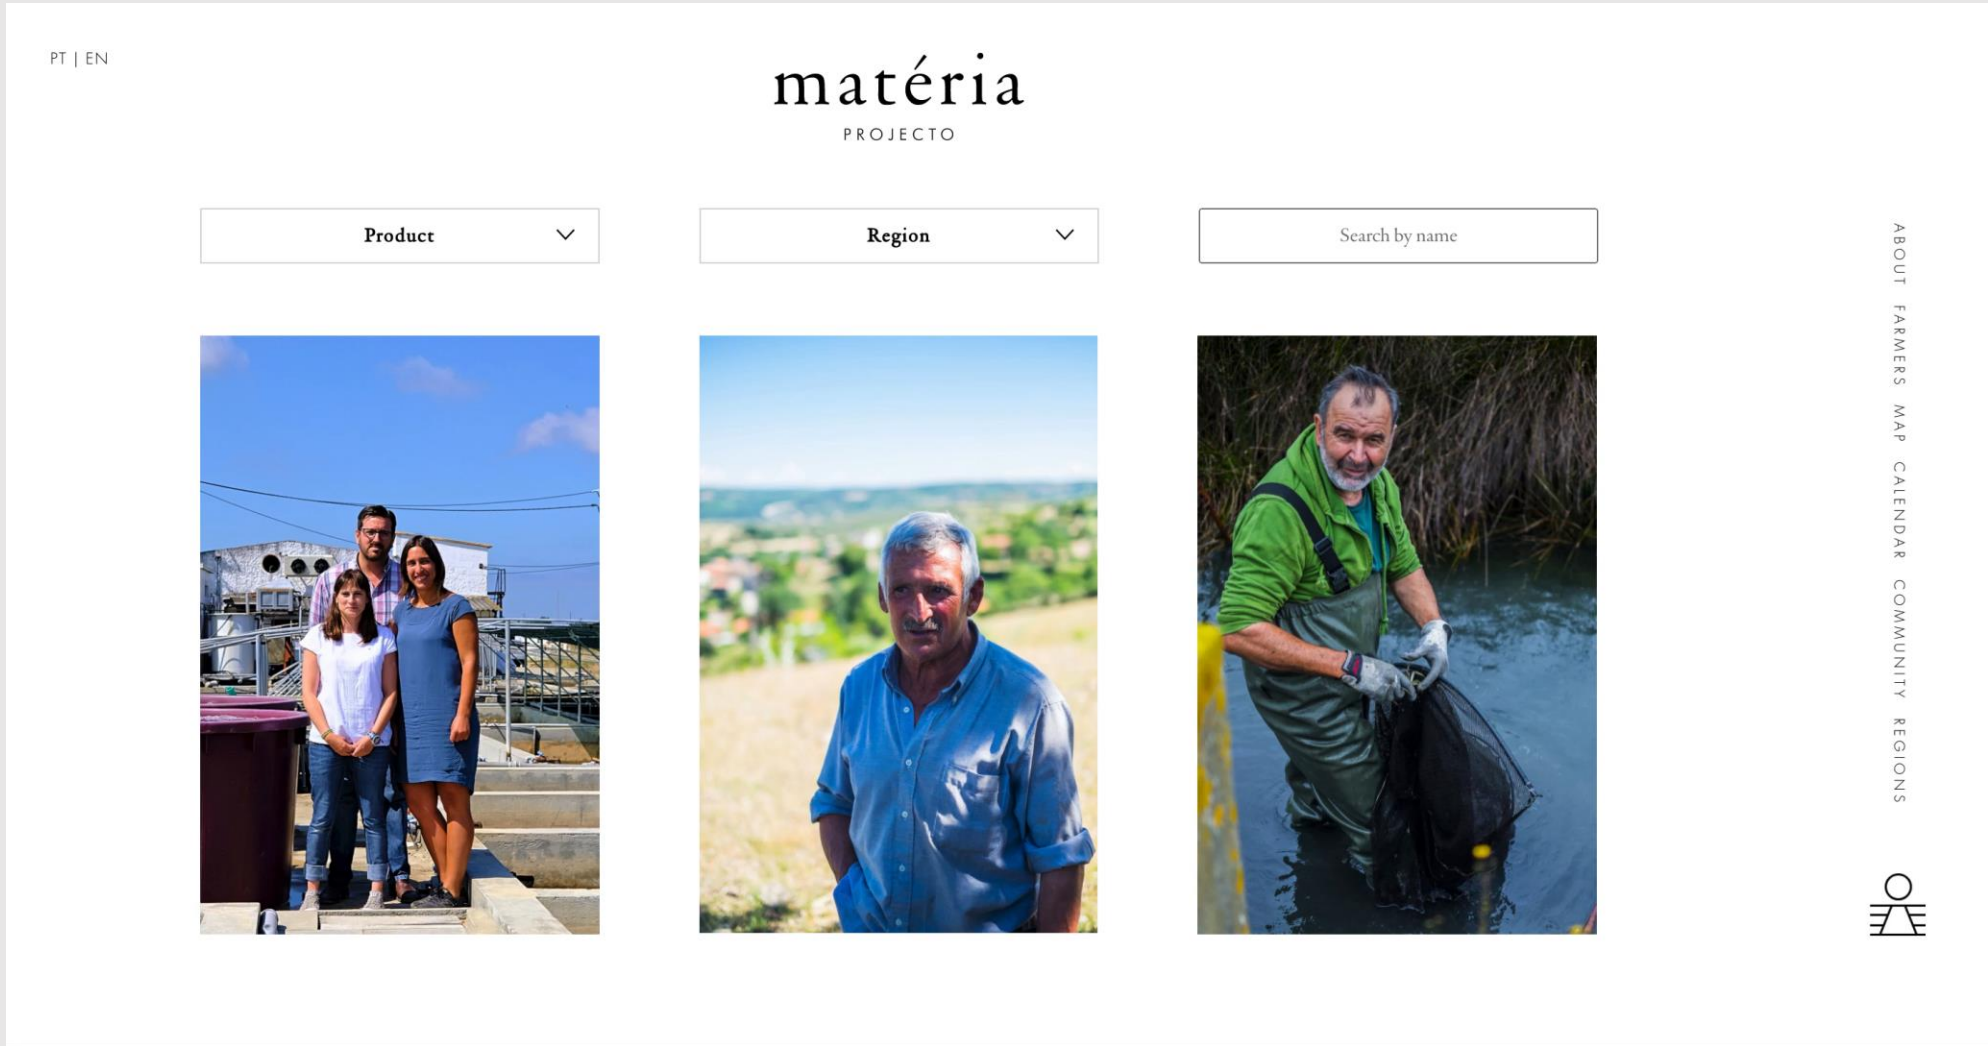 PT | EN
matéria
PROJECTO
Product
Region
Search by name
ABOUT FARMERS MAP CALENDAR COMMUNITY REGIONS